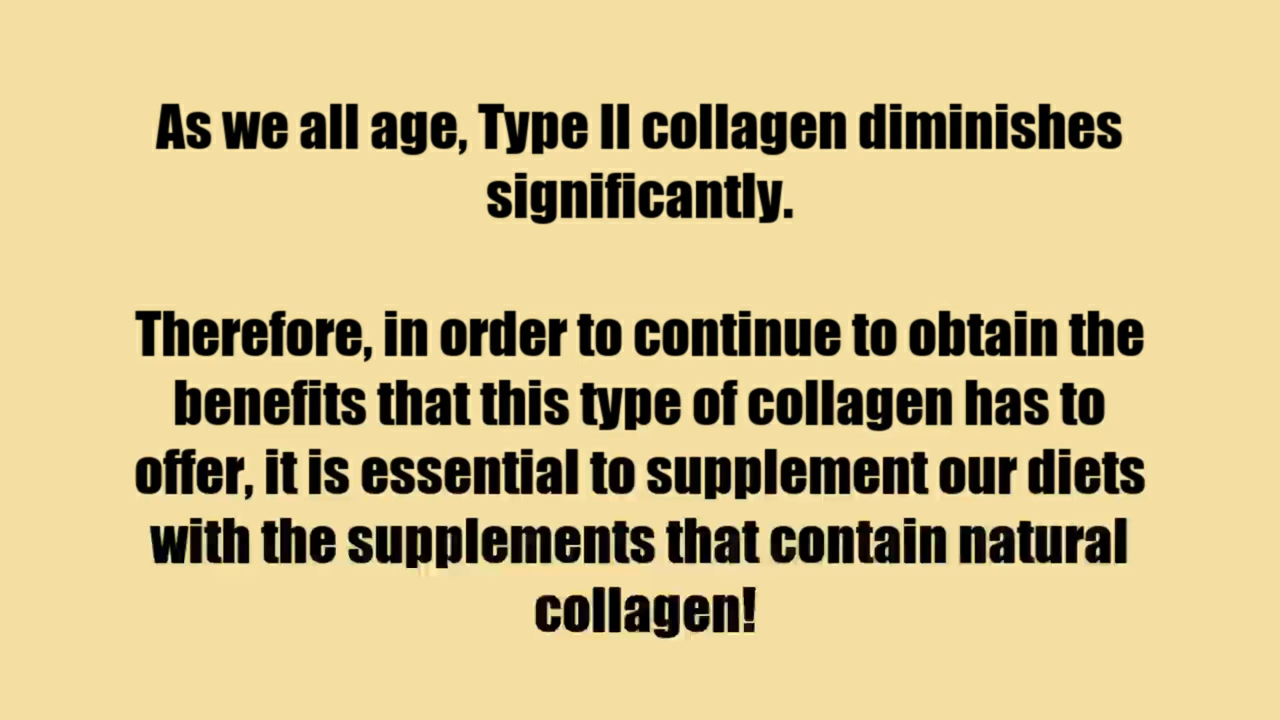 As we all age, Type II collagen diminishes
significantly.
Therefore, in order to continue to obtain the
benefits that this type of collagen has to
offer, it is essential to supplement our diets
with the supplements that contain natural
collagen!